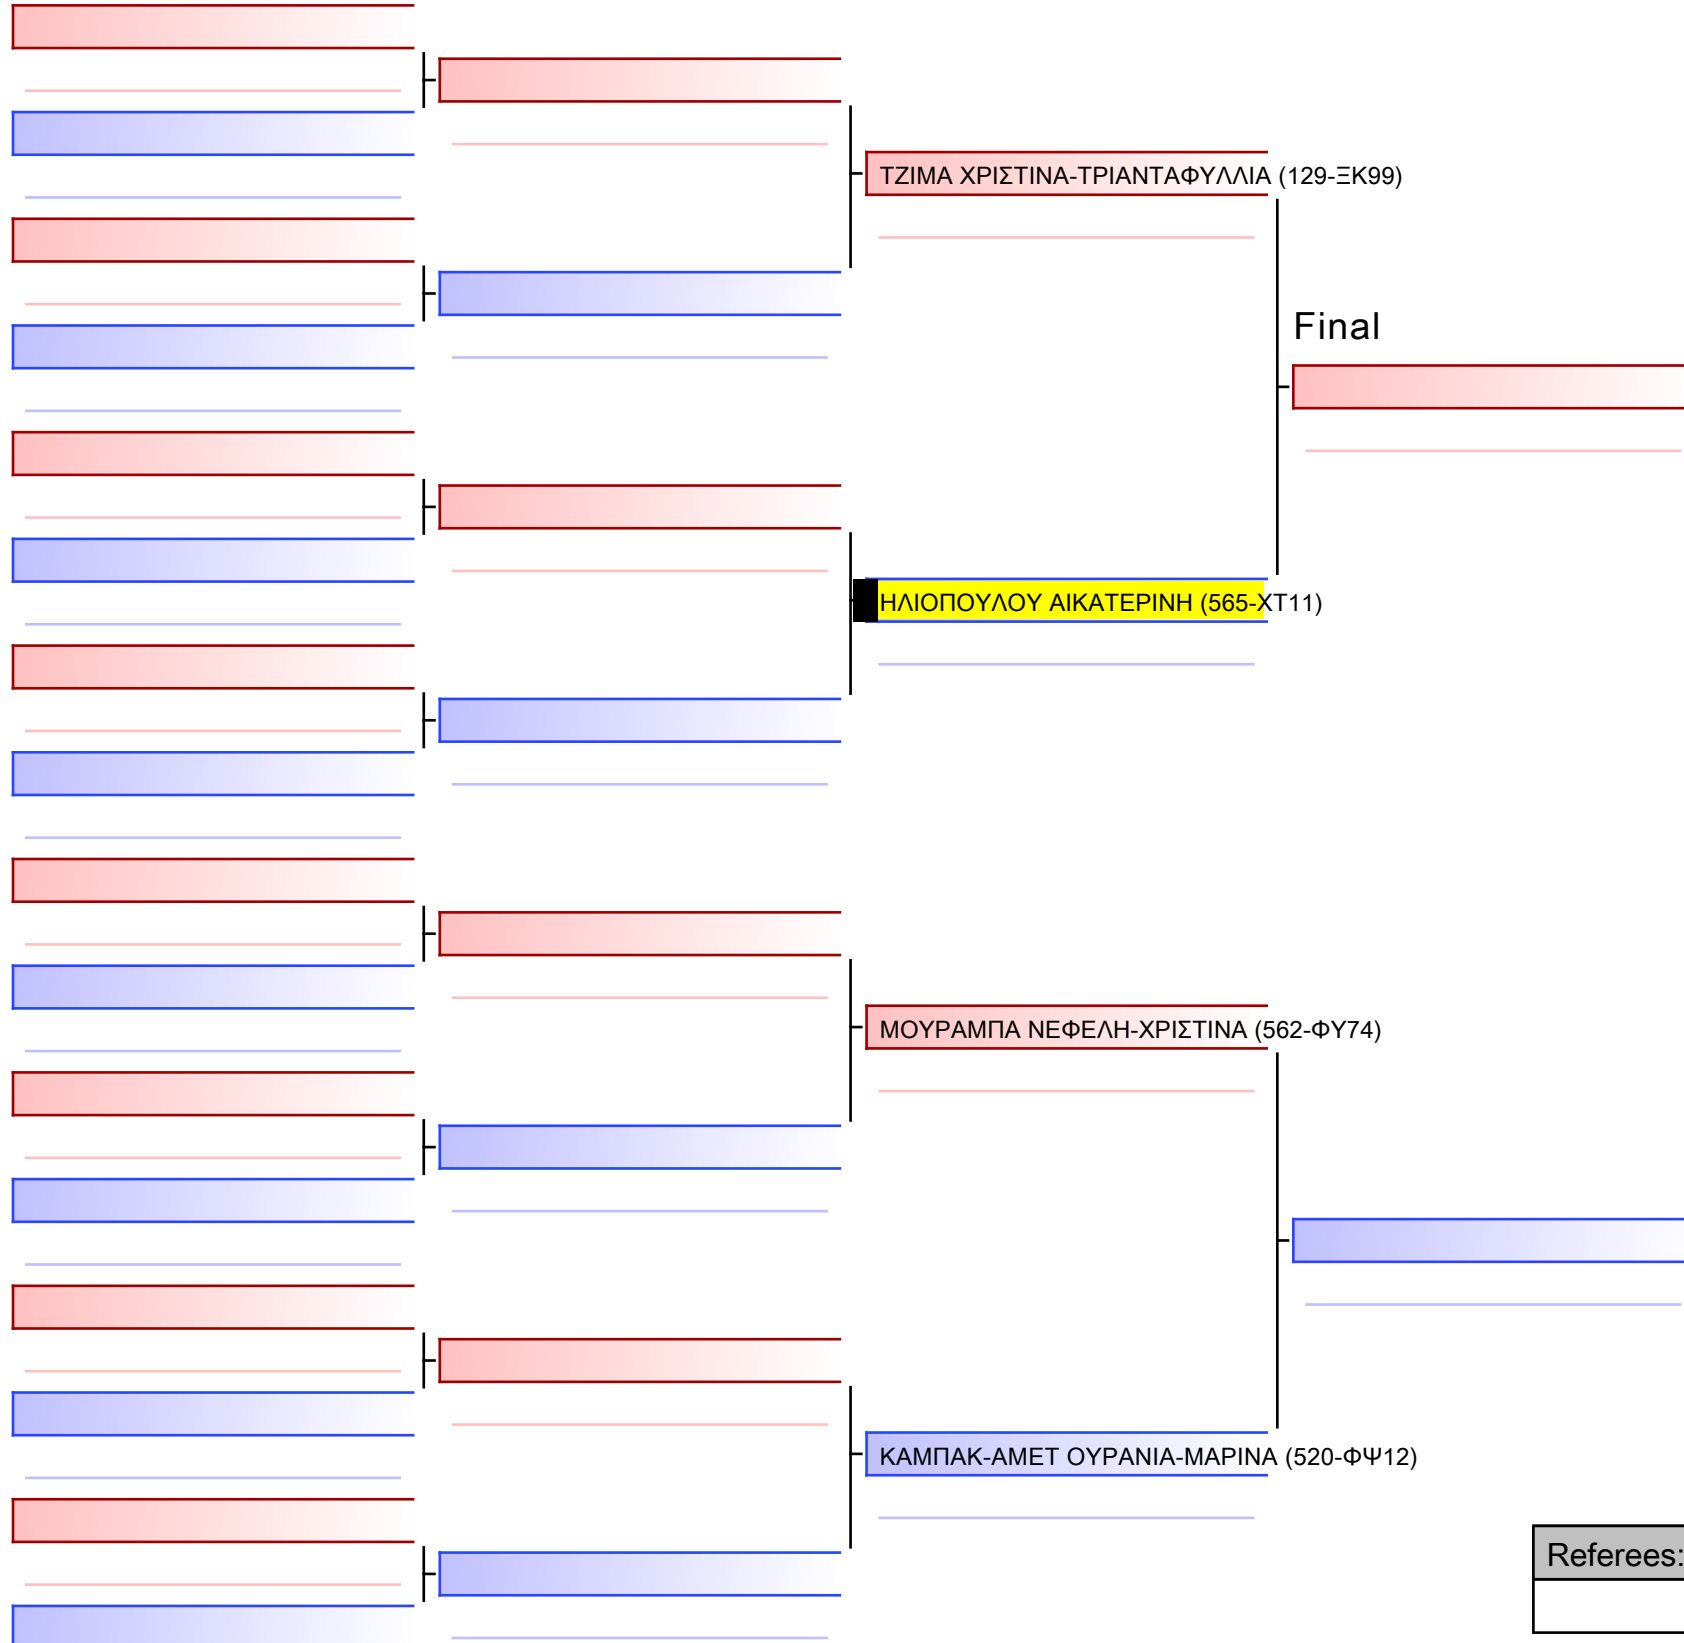 ΤΖΙΜΑ ΧΡΙΣΤΙΝΑ-ΤΡΙΑΝΤΑΦΥΛΛΙΑ (129-ΞΚ99)
Final
ΗΛΙΟΠΟΥΛΟΥ ΑΙΚΑΤΕΡΙΝΗ (565-ΧΤ11)
ΜΟΥΡΑΜΠΑ ΝΕΦΕΛΗ-ΧΡΙΣΤΙΝΑ (562-ΦΥ74)
ΚΑΜΠΑΚ-ΑΜΕΤ ΟΥΡΑΝΙΑ-ΜΑΡΙΝΑ (520-ΦΨ12)
Referees: